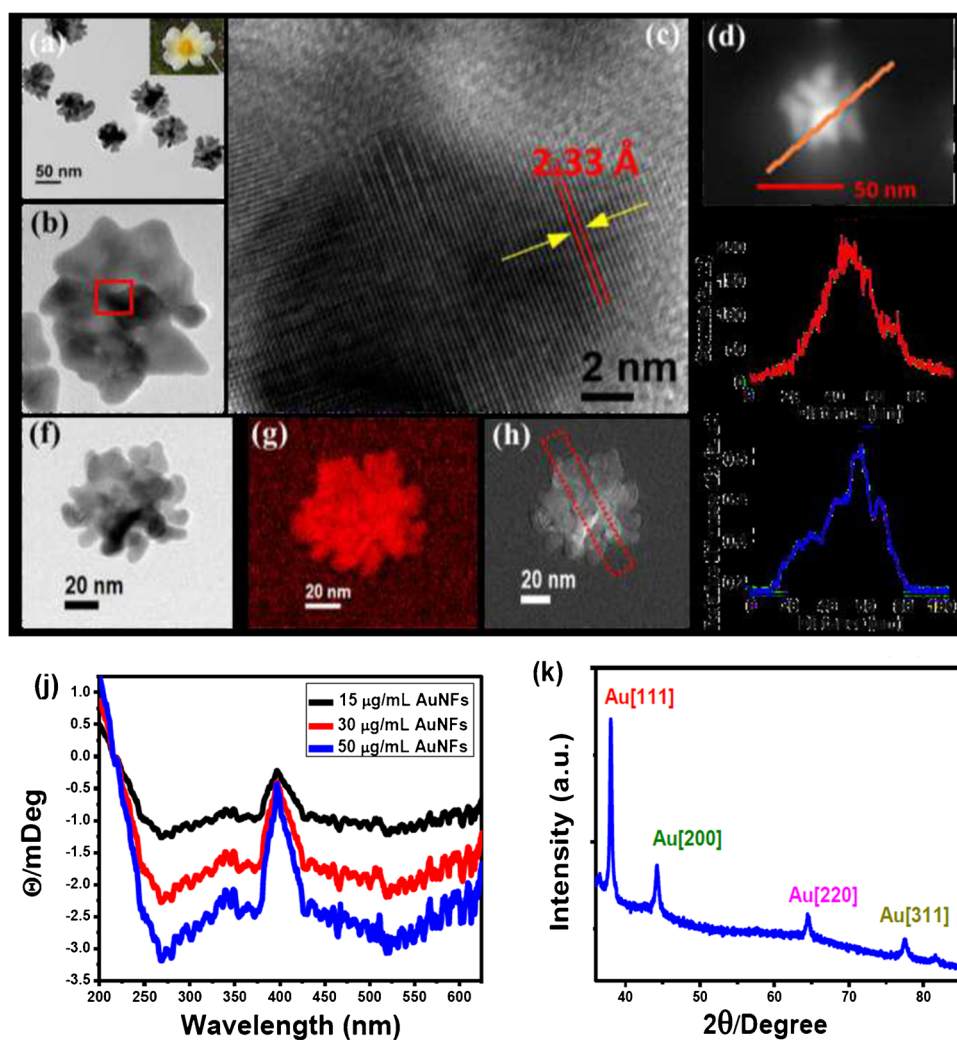 (a)
50 nm
(b)
(c)
2.33 Å
2 nm
(d)
50 nm
(f)
20 nm
(g)
20 nm
(h)
20 nm
(j)
Θ/mDeg
1.0
0.5
0.0
-0.5
-1.0
-1.5
-2.0
-2.5
-3.0
-3.5
15 μg/mL AuNFs
30 μg/mL AuNFs
50 μg/mL AuNFs
200 250 300 350 400 450 500 550 600
Wavelength (nm)
(k)
Intensity (a.u.)
Au[111]
Au[200]
Au[220]
Au[311]
40 50 60 70 80
2θ/Degree